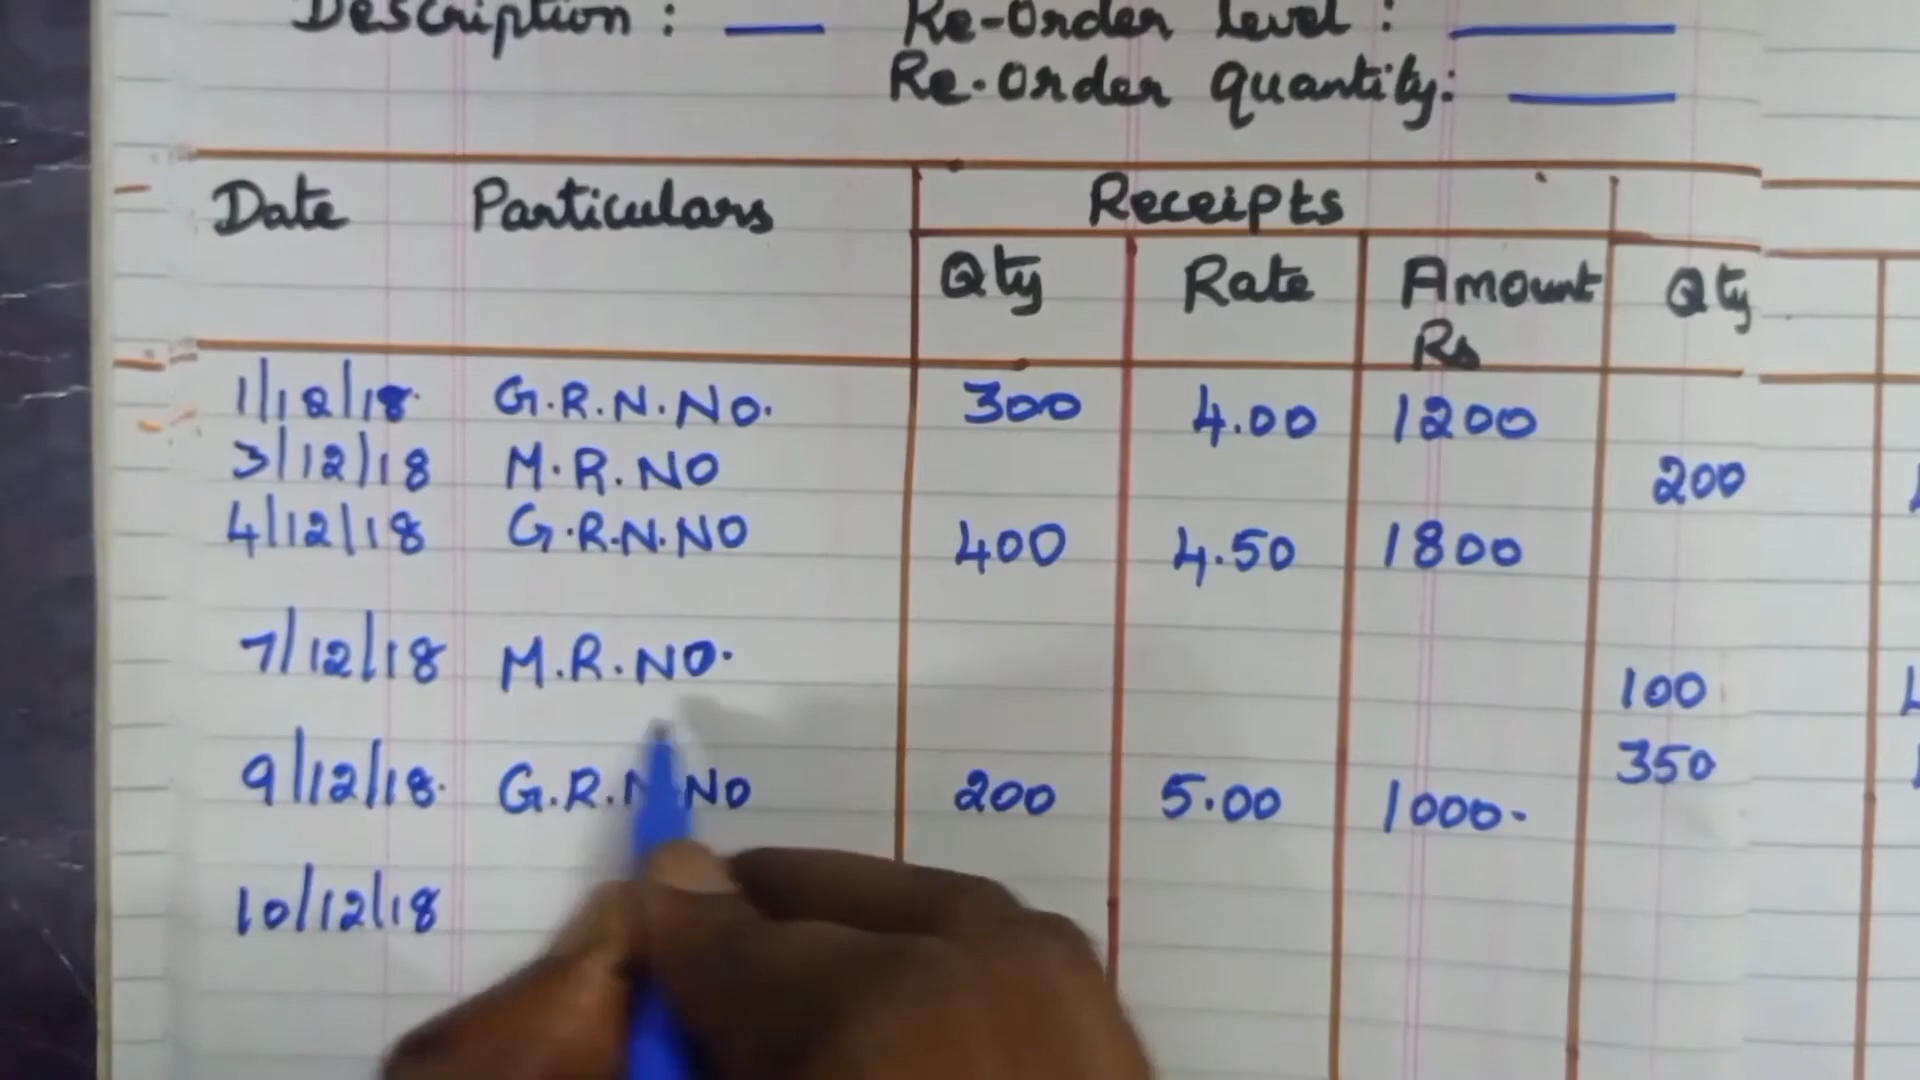 Description : Re-Order level :
Re-Order quantity:
Date Particulars Receipts
Qty Rate Amount Rs Qty
1/12/18 G.R.N.No. 300 4.00 1200
3/12/18 M.R.NO 200
4/12/18 G.R.N.NO 400 4.50 1800
7/12/18 M.R.NO. 100
350
9/12/18. G.R.N.NO 200 5.00 1000-
10/12/18